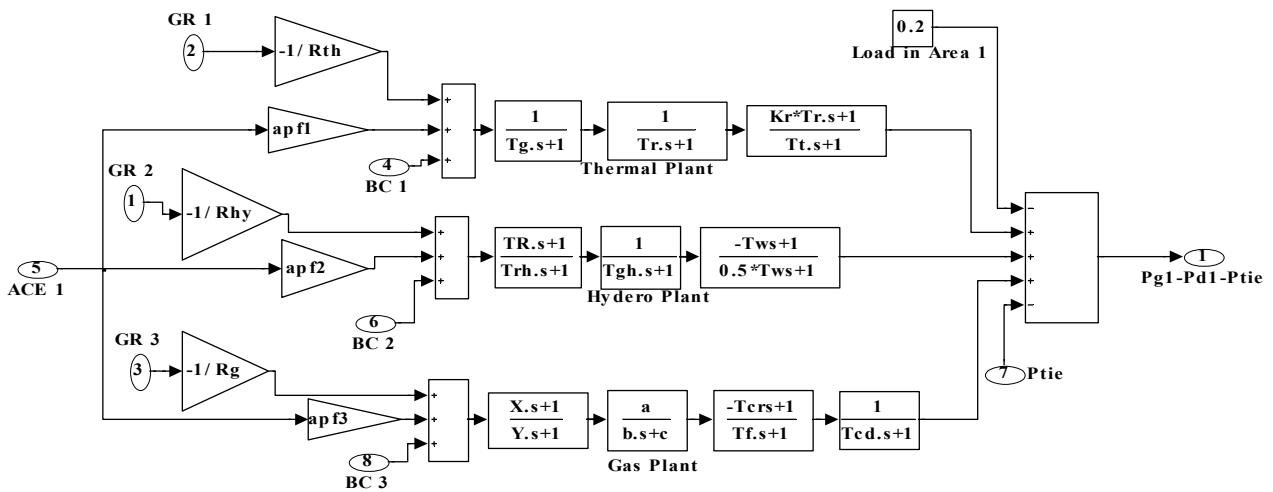 GR 1
2
-1/Rth
0.2
Load in Area 1
apf1
4
BC 1
1
Tg.s+1
1
Tr.s+1
Kr*Tr.s+1
Tt.s+1
Thermal Plant
GR 2
1
-1/Rhy
5
ACE 1
apf2
6
BC 2
TR.s+1
Trh.s+1
1
Tgh.s+1
-Tws+1
0.5*Tws+1
Hydero Plant
1
Pg1-Pd1-Ptie
7
Ptie
GR 3
3
-1/Rg
apf3
8
BC 3
X.s+1
Y.s+1
a
b.s+c
-Tcrs+1
Tf.s+1
1
Tcd.s+1
Gas Plant